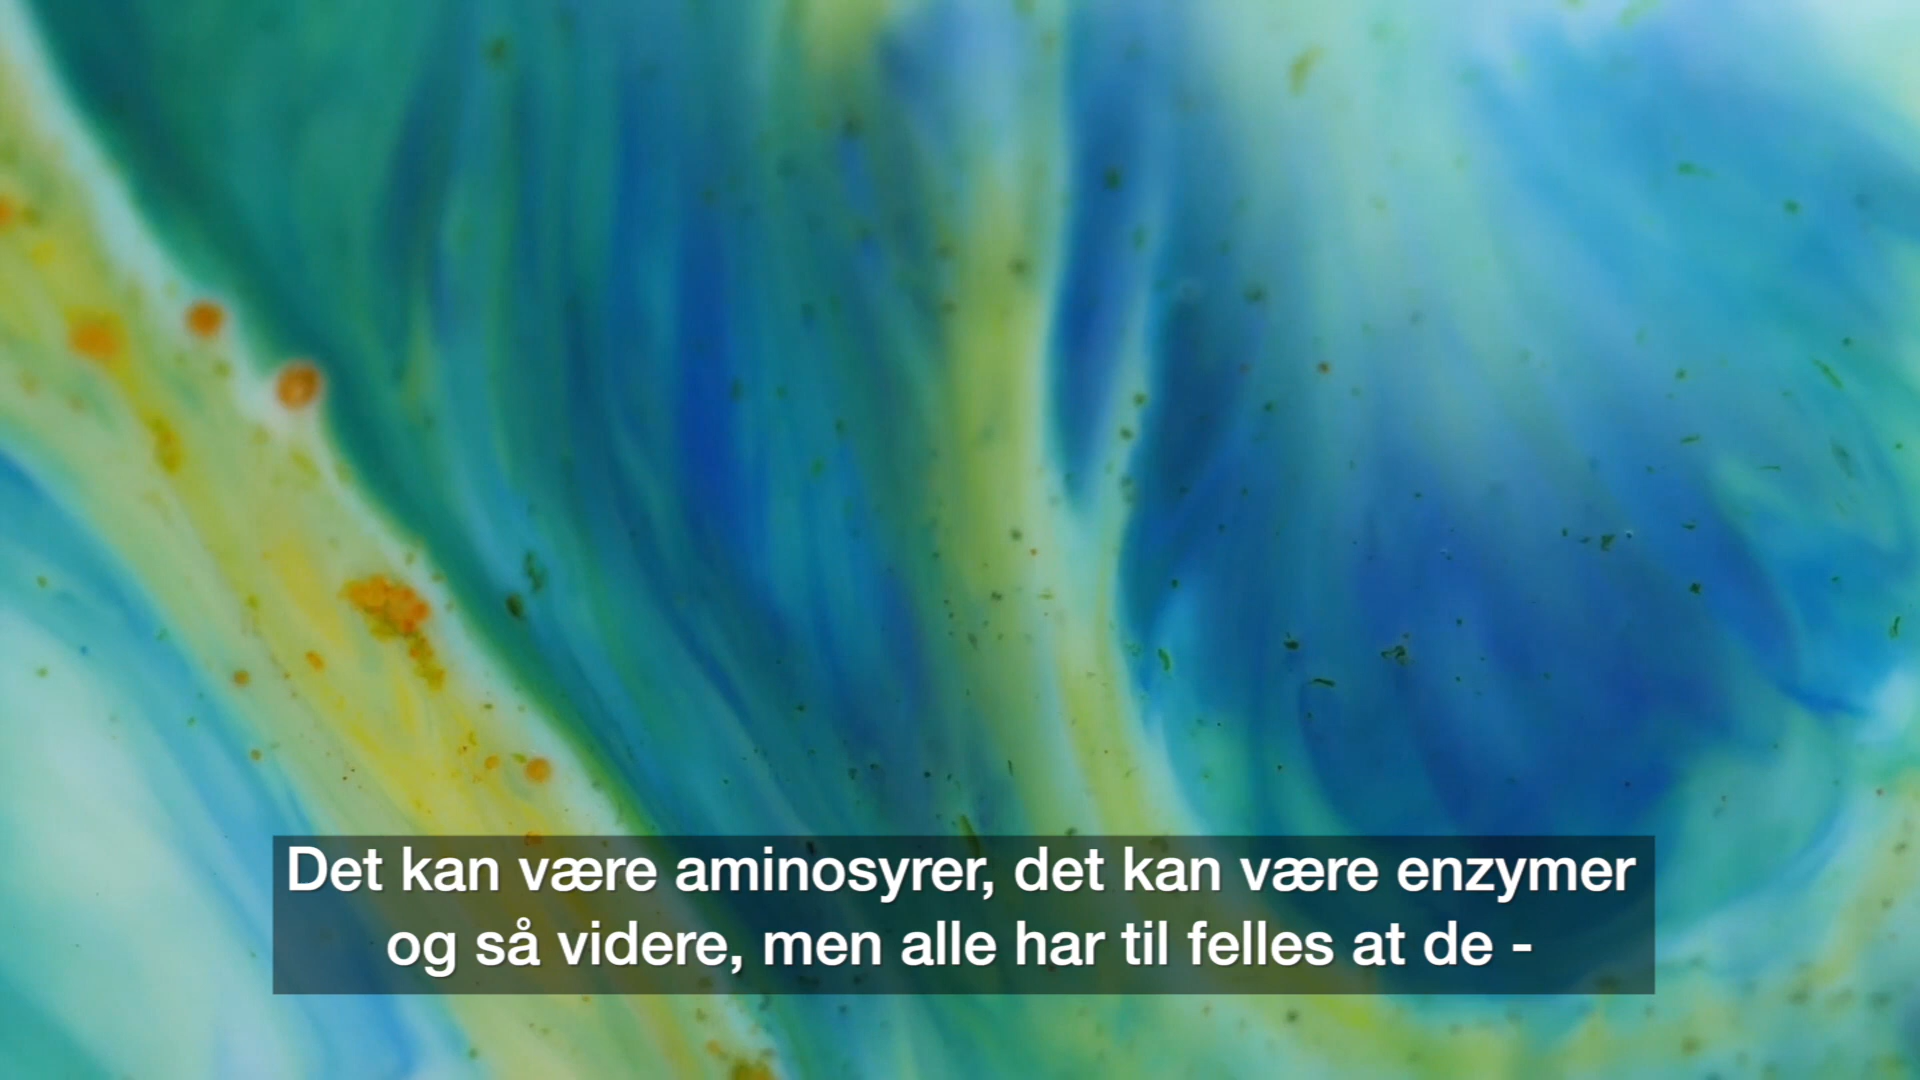 Det kan være aminosyrer, det kan være enzymer
og så videre, men alle har til felles at de -